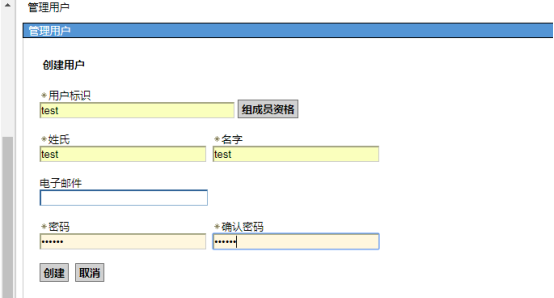 管理用户
管理用户
创建用户
*用户标识
test 组成员资格
*姓氏 *名字
test test
电子邮件
*密码 *确认密码
•••••• ••••••
创建 取消